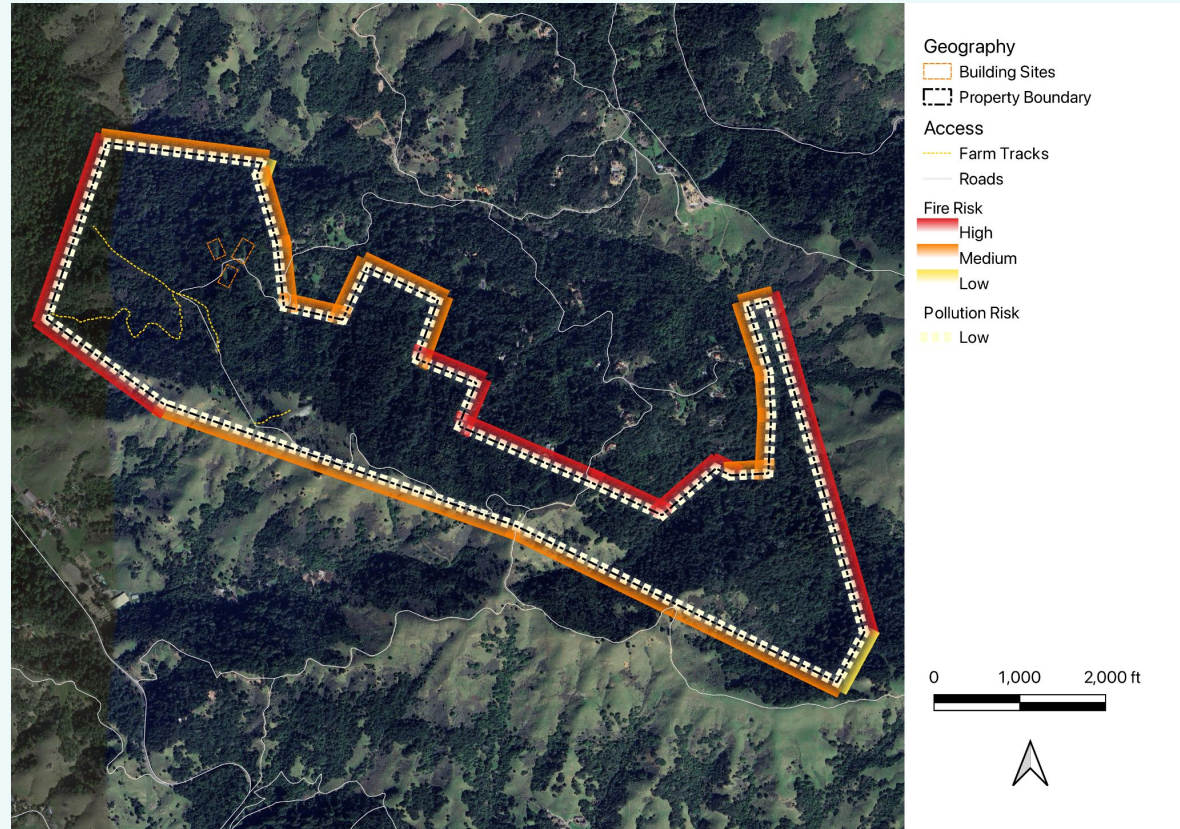 Geography
Building Sites
Property Boundary
Access
Farm Tracks
Roads
Fire Risk
High
Medium
Low
Pollution Risk
Low
0 1,000 2,000 ft